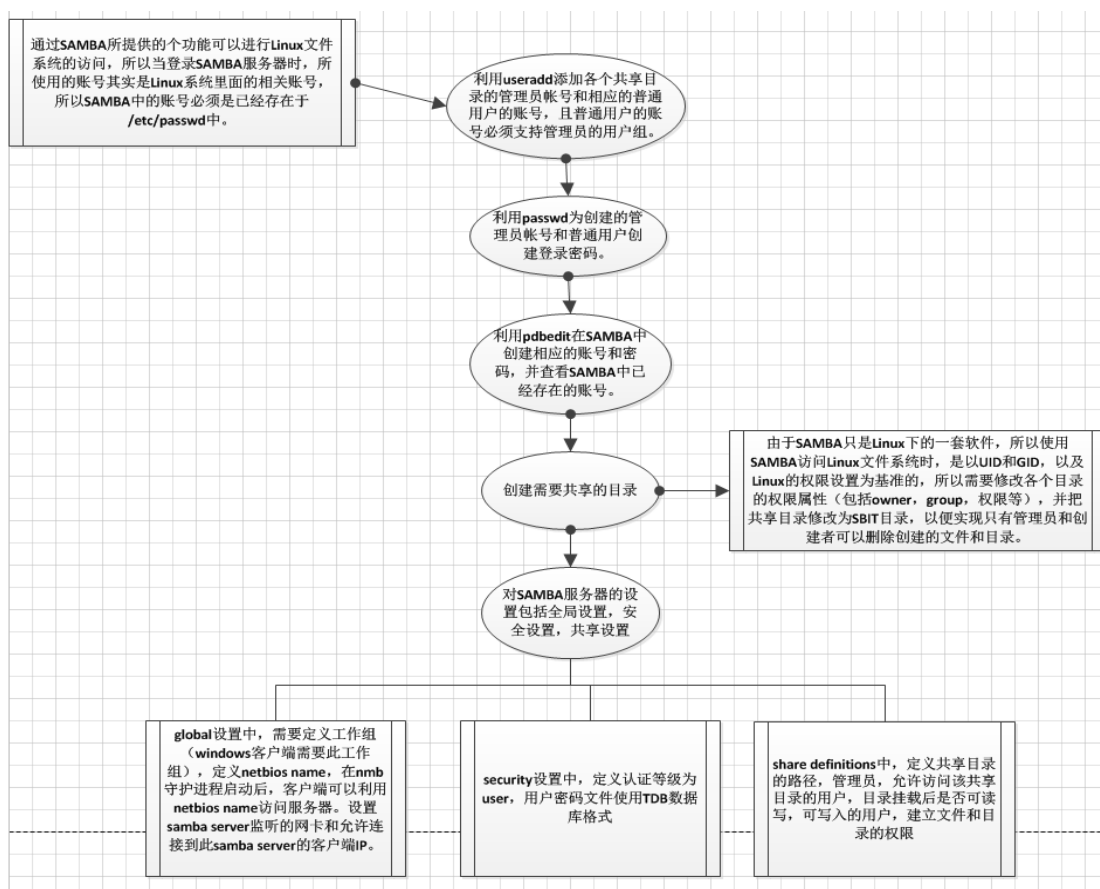 通过SAMBA所提供的个功能可以进行Linux文件
系统的访问，所以当登录SAMBA服务器时，所
使用的账号其实是Linux系统里面的相关账号，
所以SAMBA中的账号必须是已经存在于
/etc/passwd中。
利用useradd添加各个共享目
录的管理员帐号和相应的普通
用户的账号，且普通用户的账
号必须支持管理员的用户组。
利用passwd为创建的管
理员帐号和普通用户创
建登录密码。
利用pdbedit在SAMBA中
创建相应的账号和密
码，并查看SAMBA中已
经存在的账号。
创建需要共享的目录
由于SAMBA只是Linux下的一套软件，所以使用
SAMBA访问Linux文件系统时，是以UID和GID，以及
Linux的权限设置为基准的，所以需要修改各个目录
的权限属性（包括owner，group，权限等），并把
共享目录修改为SBIT目录，以便实现只有管理员和创
建者可以删除创建的文件和目录。
对SAMBA服务器的设
置包括全局设置，安
全设置，共享设置
global设置中，需要定义工作组
（windows客户端需要此工作
组），定义netbios name，在nmb
守护进程启动后，客户端可以利用
netbios name访问服务器。设置
samba server监听的网卡和允许连
接到此samba server的客户端IP。
security设置中，定义认证等级为
user，用户密码文件使用TDB数据
库格式
share definitions中，定义共享目录
的路径，管理员，允许访问该共享
目录的用户，目录挂载后是否可读
写，可写入的用户，建立文件和目
录的权限